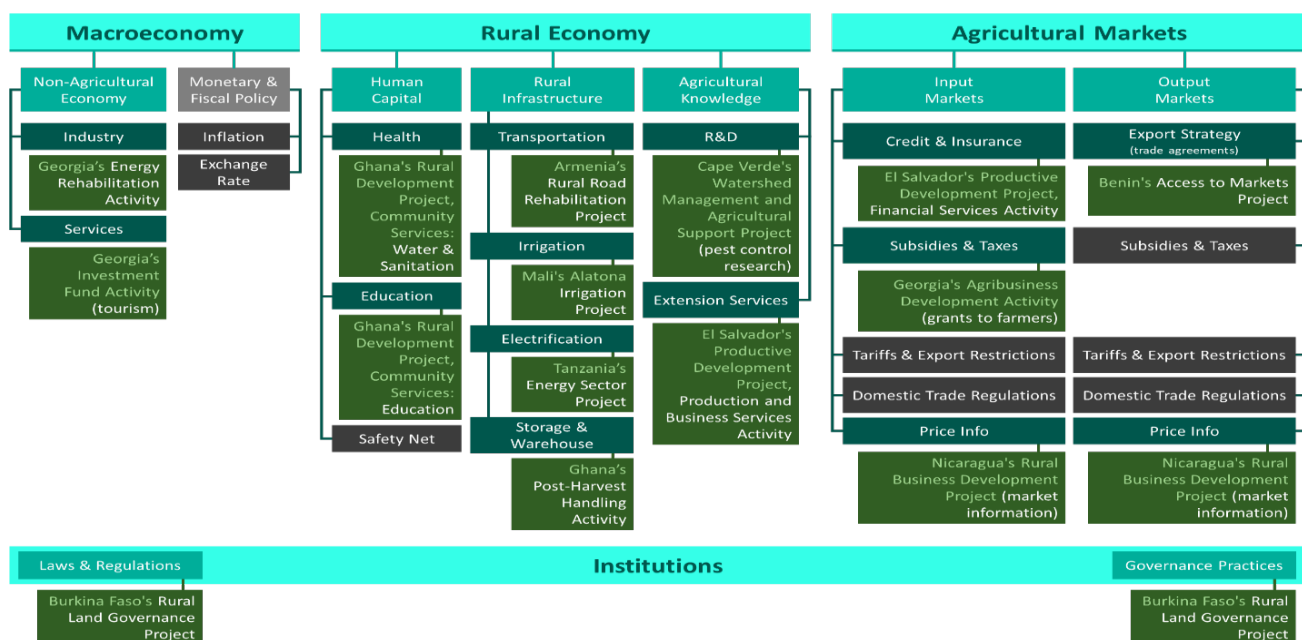 Macroeconomy
Non-Agricultural
Economy
Industry
Georgia's Energy
Rehabilitation
Activity
Services
Georgia's
Investment
Fund Activity
(tourism)
Monetary &
Fiscal Policy
Inflation
Exchange
Rate
Rural Economy
Human
Capital
Health
Ghana's Rural
Development
Project,
Community
Services:
Water &
Sanitation
Education
Ghana's Rural
Development
Project,
Community
Services:
Education
Safety Net
Rural
Infrastructure
Transportation
Armenia's
Rural Road
Rehabilitation
Project
Irrigation
Mali's Alatona
Irrigation
Project
Electrification
Tanzania's
Energy Sector
Project
Storage &
Warehouse
Ghana's
Post-Harvest
Handling
Activity
Agricultural
Knowledge
R&D
Cape Verde's
Watershed
Management and
Agricultural
Support Project
(pest control
research)
Extension Services
El Salvador's
Productive
Development
Project,
Production and
Business Services
Activity
Agricultural Markets
Input
Markets
Credit & Insurance
El Salvador's Productive
Development Project,
Financial Services Activity
Subsidies & Taxes
Georgia's Agribusiness
Development Activity
(grants to farmers)
Tariffs & Export Restrictions
Domestic Trade Regulations
Price Info
Nicaragua's Rural
Business Development
Project (market
information)
Output
Markets
Export Strategy
(trade agreements)
Benin's Access to Markets
Project
Subsidies & Taxes
Tariffs & Export Restrictions
Domestic Trade Regulations
Price Info
Nicaragua's Rural
Business Development
Project (market
information)
Institutions
Laws & Regulations
Burkina Faso's Rural
Land Governance
Project
Governance Practices
Burkina Faso's Rural
Land Governance
Project